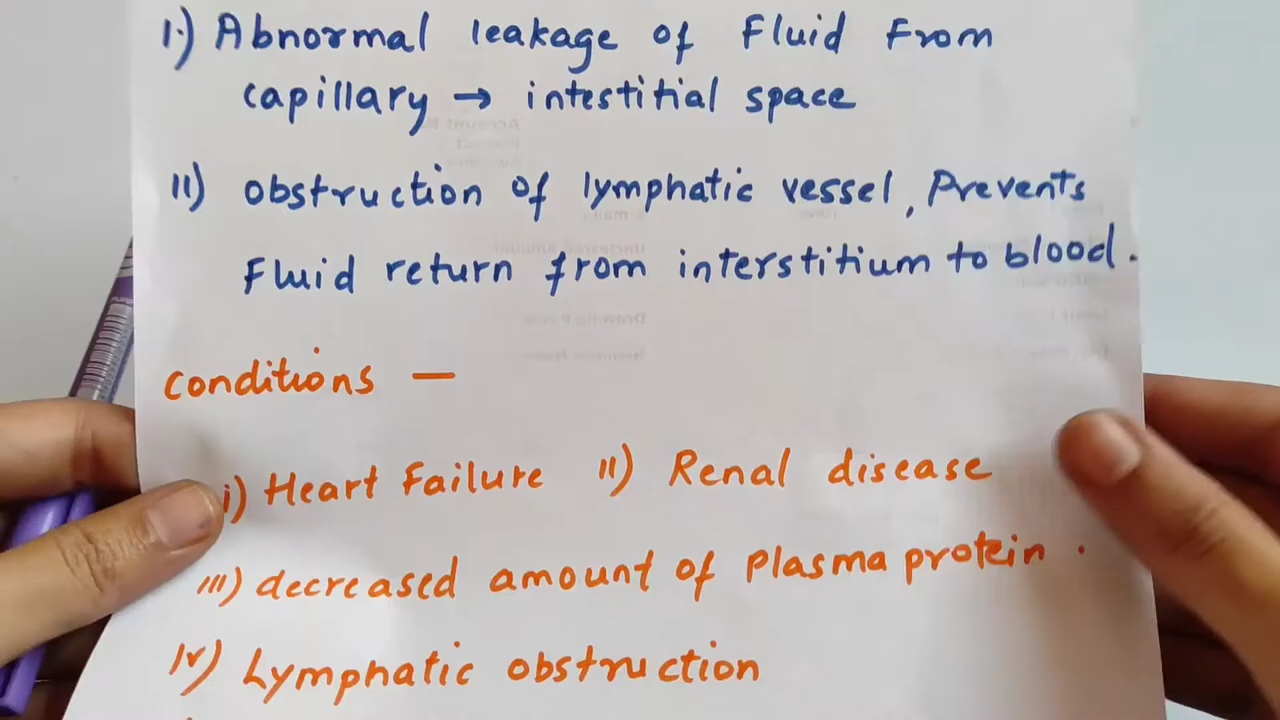 I.) Abnormal leakage of Fluid From
capillary → intestitial space
II) obstruction of lymphatic vessel, Prevents
Fluid return from interstitium to blood.
Conditions —
i) Heart Failure II) Renal disease
III) decreased amount of Plasma protein.
IV) Lymphatic obstruction